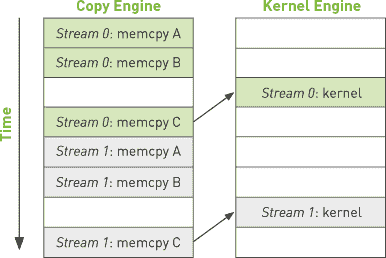 Copy Engine
Kernel Engine
Time
Stream 0: memcpy A
Stream 0: memcpy B
Stream 0: kernel
Stream 0: memcpy C
Stream 1: memcpy A
Stream 1: memcpy B
Stream 1: kernel
Stream 1: memcpy C